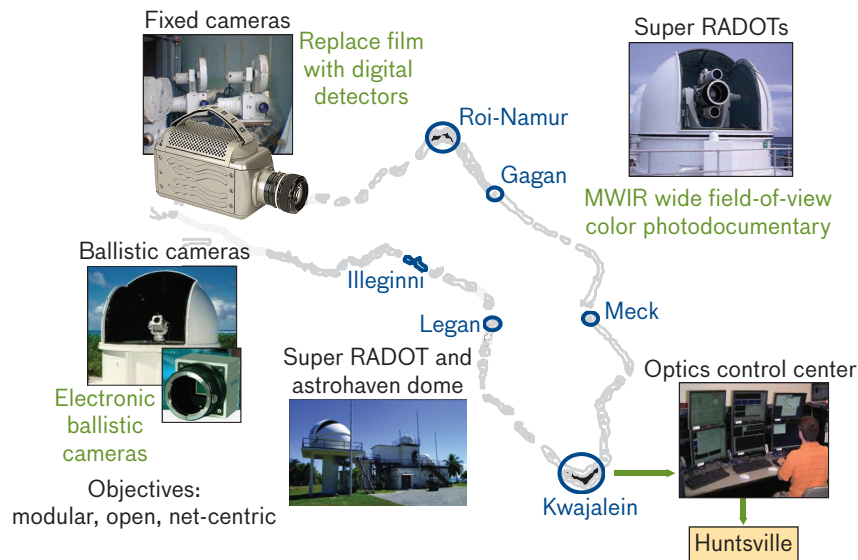 Fixed cameras
Replace film
with digital
detectors
Super RADOTs
MWIR wide field-of-view
color photodocumentary
Roi-Namur
Gagan
Ballistic cameras
Electronic
ballistic
cameras
Illeginni
Legan
Meck
Super RADOT and
astrohaven dome
Optics control center
Objectives:
modular, open, net-centric
Kwajalein
Huntsville